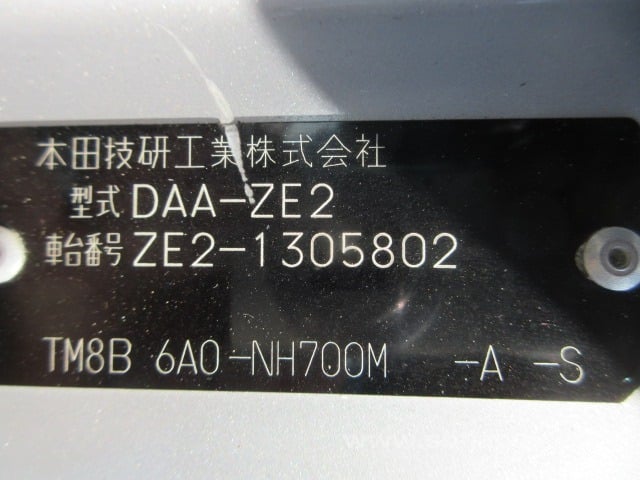 本田技研工業株式会社
型式 DAA-ZE2
車台番号 ZE2-1305802
TM8B 6A0-NH700M -A -S